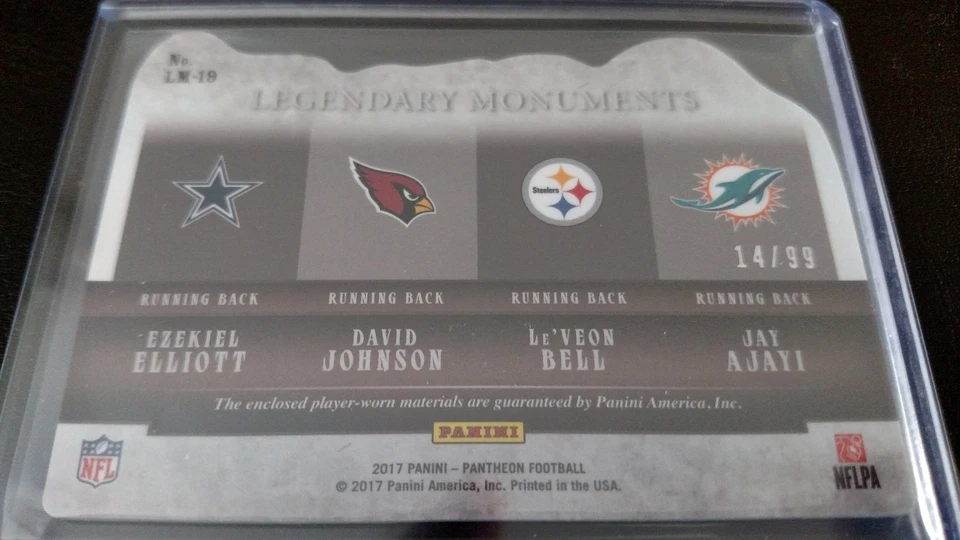 No.
LM-19
LEGENDARY MONUMENTS
Steelers
14/99
RUNNING BACK RUNNING BACK RUNNING BACK RUNNING BACK
EZEKIEL DAVID Le'VEON JAY
ELLIOTT JOHNSON BELL AJAYI
The enclosed player-worn materials are guaranteed by Panini America, Inc.
PANINI
NFL
NFLPA
2017 PANINI – PANTHEON FOOTBALL
© 2017 Panini America, Inc. Printed in the USA.